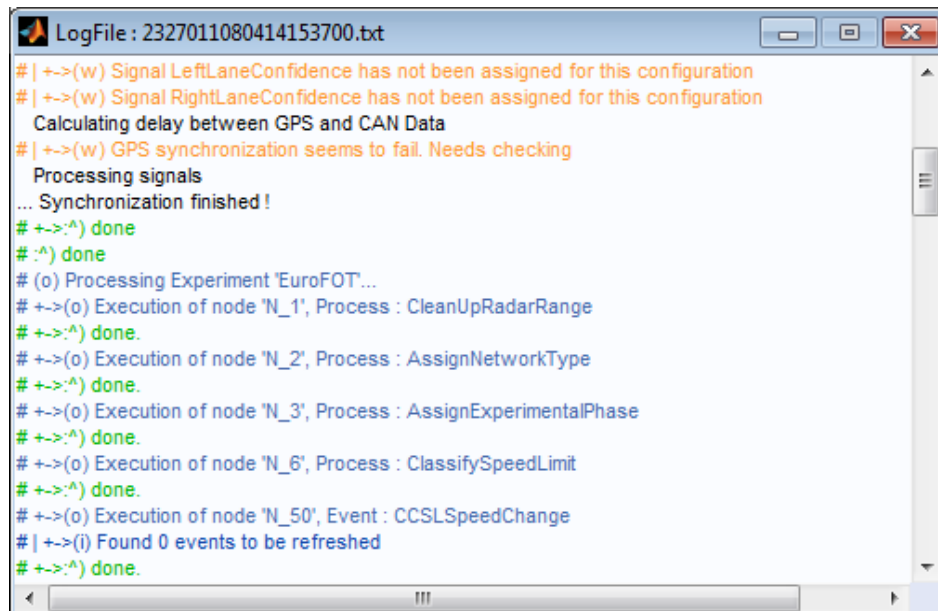 LogFile : 2327011080414153700.txt
# | +->(w) Signal LeftLaneConfidence has not been assigned for this configuration
# | +->(w) Signal RightLaneConfidence has not been assigned for this configuration
Calculating delay between GPS and CAN Data
# | +->(w) GPS synchronization seems to fail. Needs checking
Processing signals
... Synchronization finished !
# +->:^) done
# :^) done
# (o) Processing Experiment 'EuroFOT'...
# +->(o) Execution of node 'N_1', Process : CleanUpRadarRange
# +->:^) done.
# +->(o) Execution of node 'N_2', Process : AssignNetworkType
# +->:^) done.
# +->(o) Execution of node 'N_3', Process : AssignExperimentalPhase
# +->:^) done.
# +->(o) Execution of node 'N_6', Process : ClassifySpeedLimit
# +->:^) done.
# +->(o) Execution of node 'N_50', Event : CCSLSpeedChange
# | +->(i) Found 0 events to be refreshed
# +->:^) done.